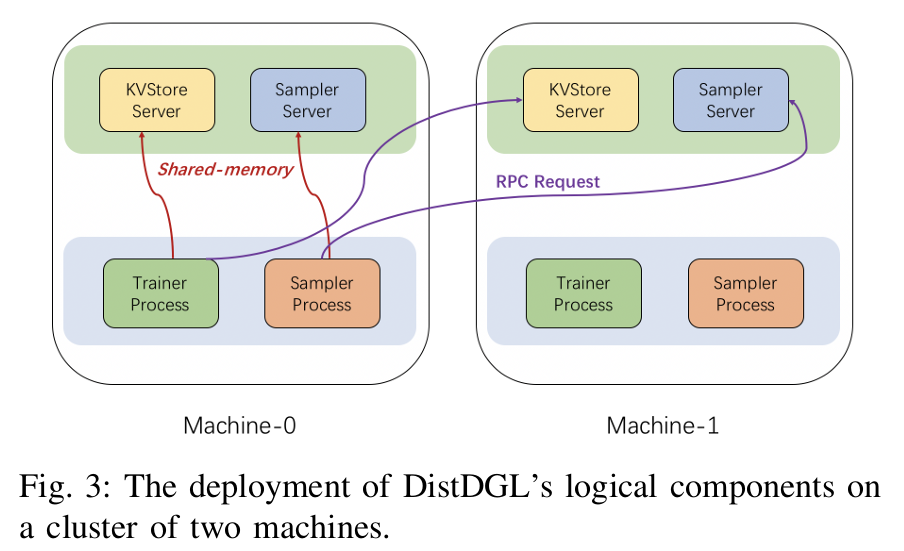 KVStore
Server
Sampler
Server
KVStore
Server
Sampler
Server
Shared-memory
RPC Request
Trainer
Process
Sampler
Process
Trainer
Process
Sampler
Process
Machine-0
Machine-1
Fig. 3: The deployment of DistDGL's logical components on
a cluster of two machines.